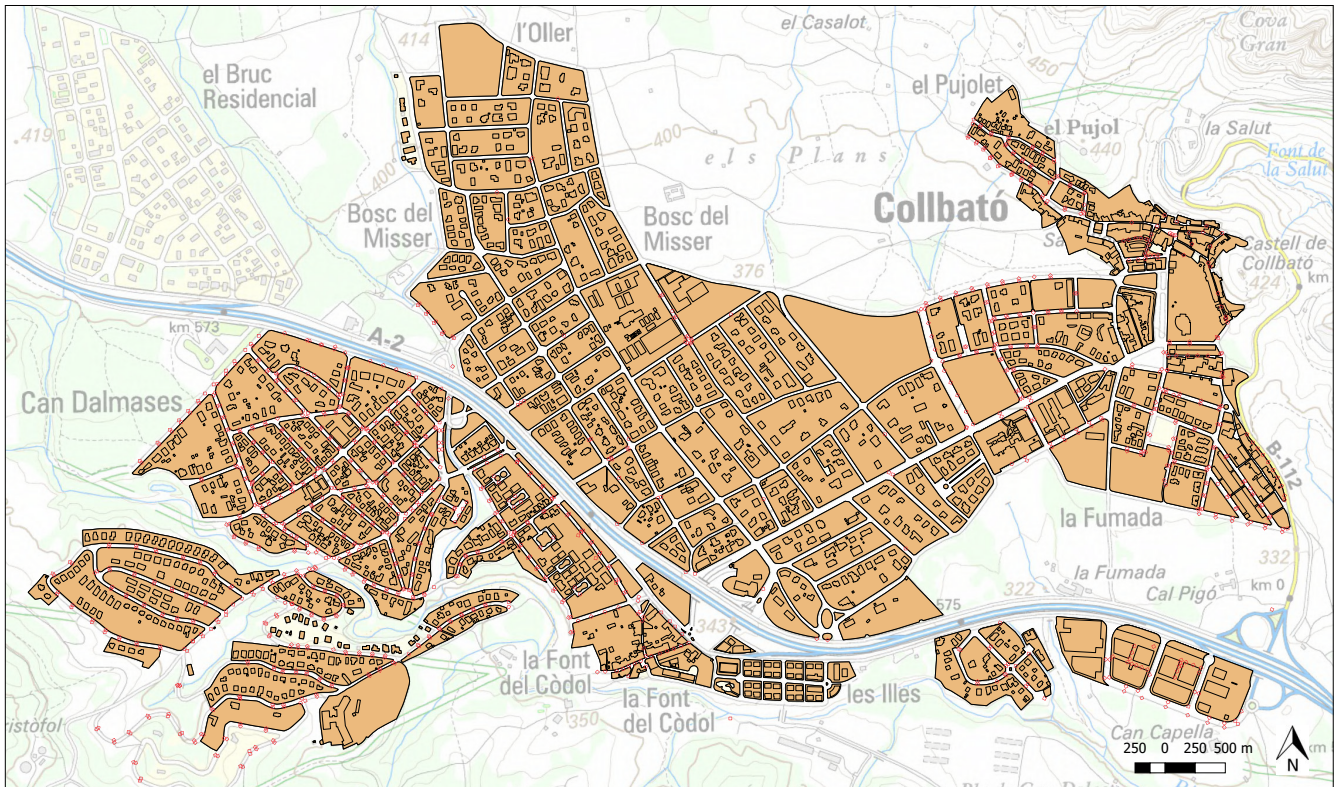 l'Oller
el Casalot
Cova
Gran
414
450
el Bruc
Residencial
el Pujolet
419
400
el Pujol
la Salut
440
els Plans
Font de
la Salut
400
Collbató
Bosc del
Misser
Bosc del
Misser
Castell de
Collbató
376
424
km
km 573
A-2
Can Dalmases
B-112
la Fumada
332
la Fumada
km 0
322
Cal Pigó
575
343
la Font
del Còdol
la Font
del Còdol
les Illes
350
Can Capella
km
250 0 250 500 m
N